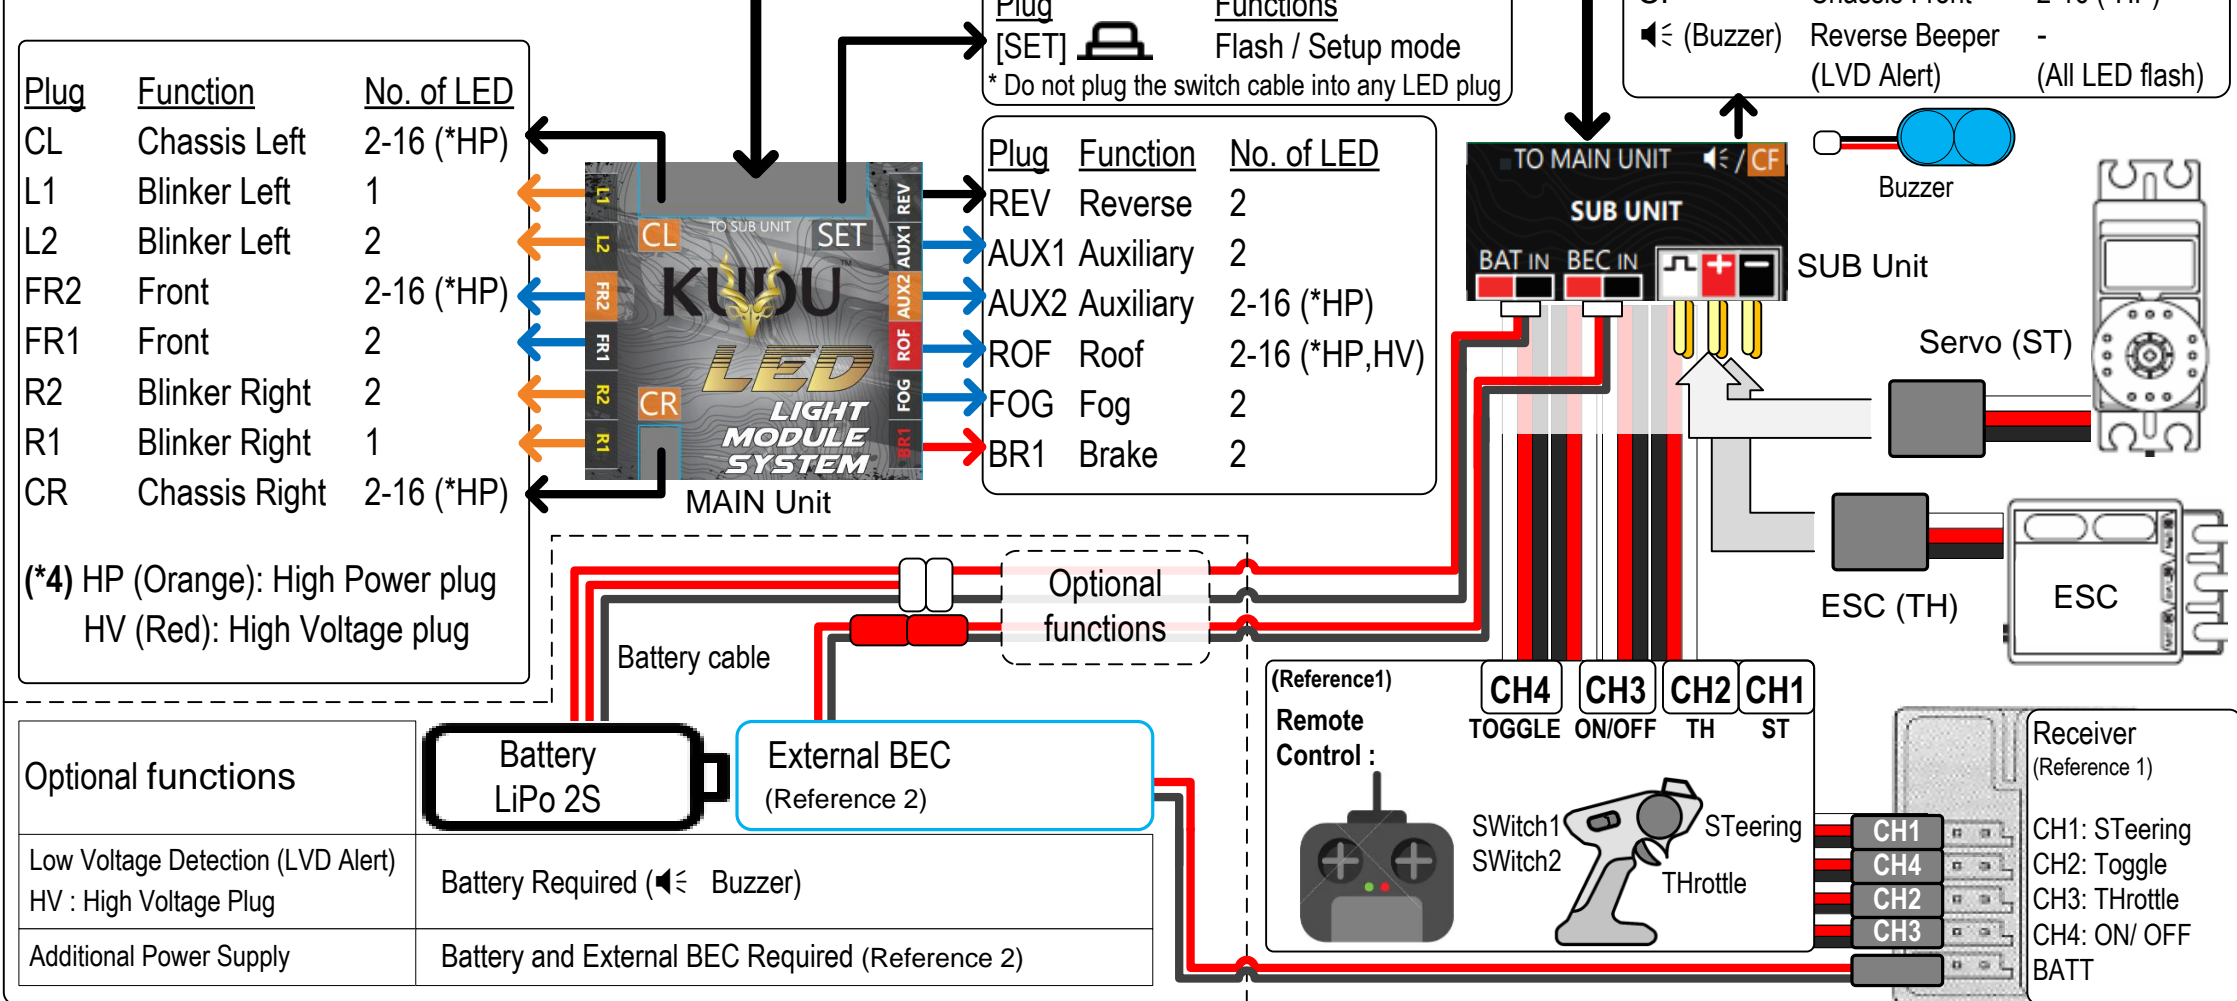 Plug Functions
[SET] Flash / Setup mode
* Do not plug the switch cable into any LED plug
(Buzzer) Reverse Beeper -
(LVD Alert) (All LED flash)
Plug Function No. of LED
CL Chassis Left 2-16 (*HP)
L1 Blinker Left 1
L2 Blinker Left 2
FR2 Front 2-16 (*HP)
FR1 Front 2
R2 Blinker Right 2
R1 Blinker Right 1
CR Chassis Right 2-16 (*HP)
(*4) HP (Orange): High Power plug
HV (Red): High Voltage plug
L1
L2
FR2
FR1
R2
R1
CL
TO SUB UNIT
SET
KUDU™
LED
LIGHT
MODULE
SYSTEM
CR
REV
AUX1
AUX2
ROF
FOG
BR1
MAIN Unit
Plug Function No. of LED
REV Reverse 2
AUX1 Auxiliary 2
AUX2 Auxiliary 2-16 (*HP)
ROF Roof 2-16 (*HP,HV)
FOG Fog 2
BR1 Brake 2
TO MAIN UNIT / CF
SUB UNIT
BAT IN BEC IN
SUB Unit
Buzzer
Servo (ST)
ESC (TH)
ESC
Optional
functions
Battery cable
Battery
LiPo 2S
External BEC
(Reference 2)
Optional functions
Low Voltage Detection (LVD Alert)
HV : High Voltage Plug
Battery Required ( Buzzer)
Additional Power Supply
Battery and External BEC Required (Reference 2)
(Reference1)
Remote
Control :
CH4 CH3 CH2 CH1
TOGGLE ON/OFF TH ST
SWitch1
SWitch2
STeering
THrottle
CH1
CH4
CH2
CH3
Receiver
(Reference 1)
CH1: STeering
CH2: Toggle
CH3: THrottle
CH4: ON/ OFF
BATT